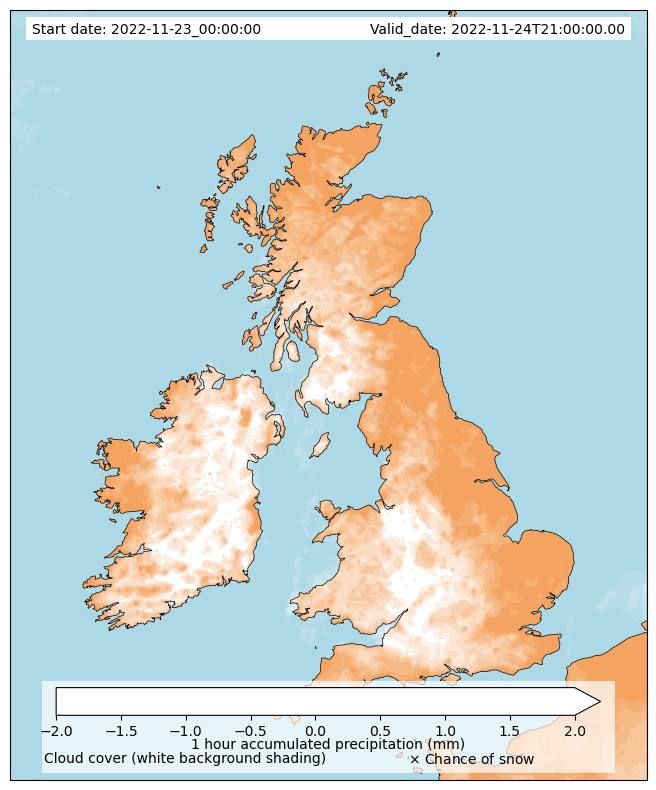 Start date: 2022-11-23_00:00:00 Valid_date: 2022-11-24T21:00:00.00
−2.0 −1.5 −1.0 −0.5 0.0 0.5 1.0 1.5 2.0
1 hour accumulated precipitation (mm)
Cloud cover (white background shading) × Chance of snow